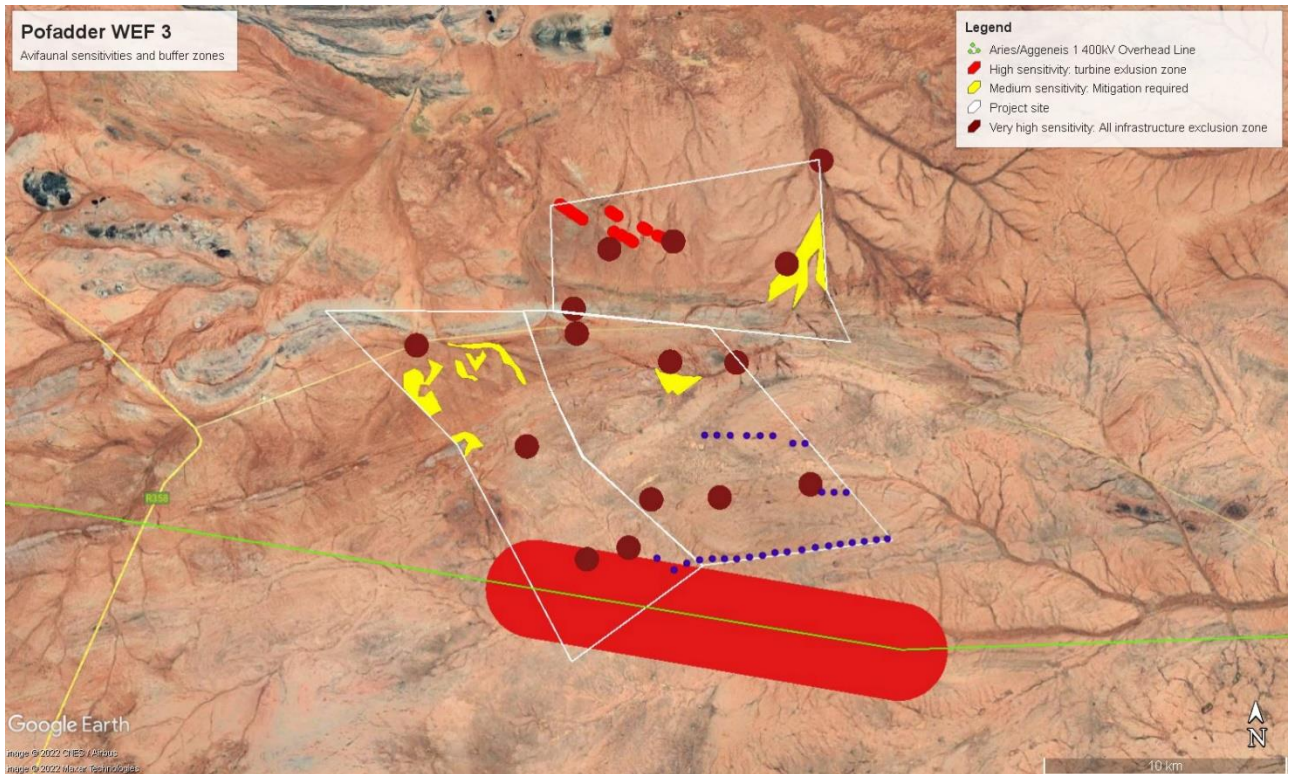 Pofadder WEF 3
Avifaunal sensitivities and buffer zones
Legend
Aries/Aggeneis 1 400kV Overhead Line
High sensitivity: turbine exlusion zone
Medium sensitivity: Mitigation required
Project site
Very high sensitivity: All infrastructure exclusion zone
R358
Google Earth
Image © 2022 CNES / Airbus
Image © 2022 Maxar Technologies
N
10 km